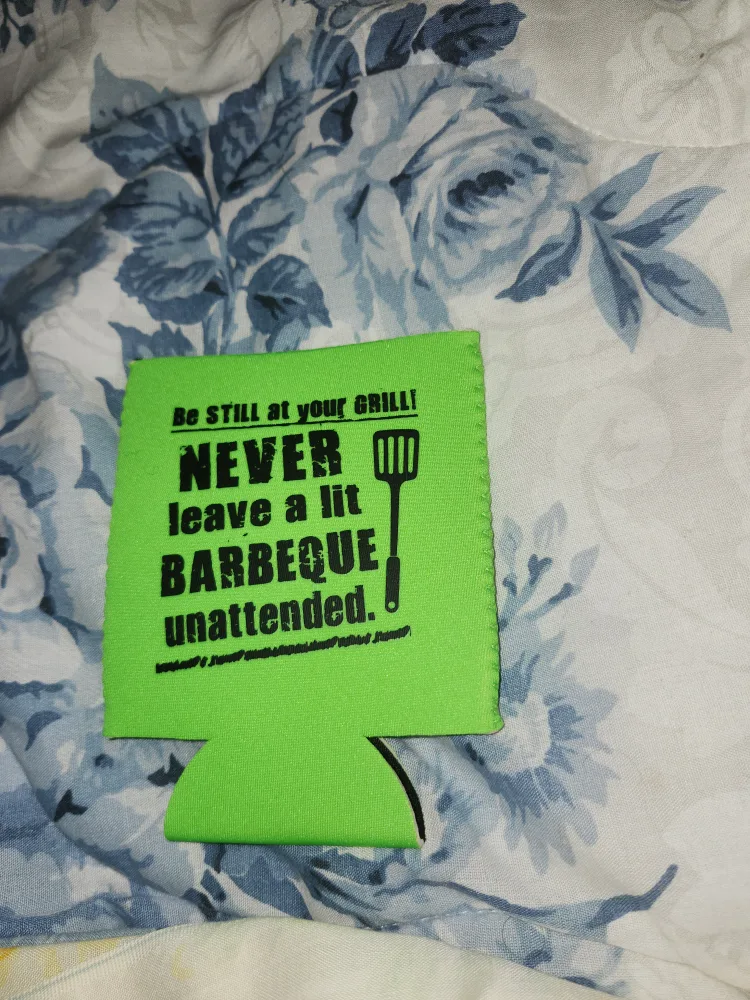 Be STILL at your GRILL!
NEVER
leave a lit
BARBEQUE
unattended.